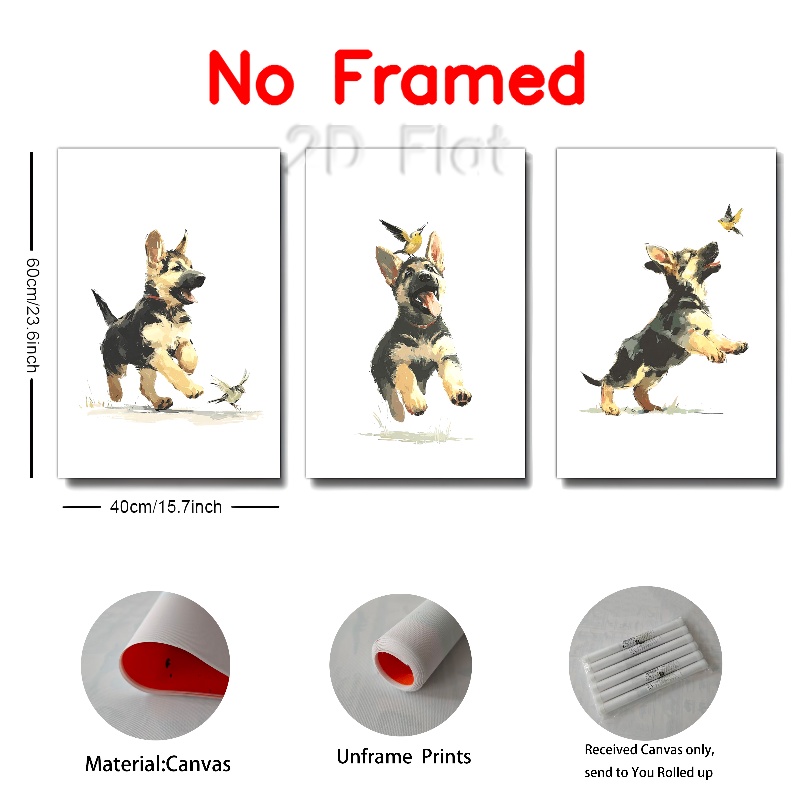 No Framed
2D Flat
60cm/23.6inch
40cm/15.7inch
Material:Canvas
Unframe Prints
Received Canvas only,
send to You Rolled up